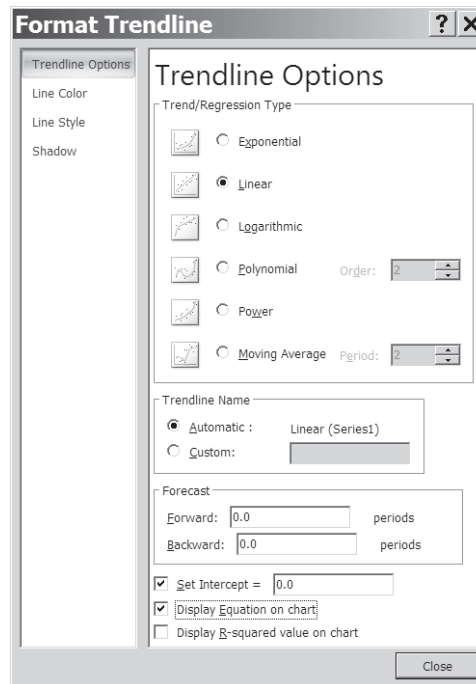 Format Trendline
? X
Trendline Options
Line Color
Line Style
Shadow
Trendline Options
Trend/Regression Type
Exponential
Linear
Logarithmic
Polynomial Order: 2
Power
Moving Average Period: 2
Trendline Name
Automatic : Linear (Series1)
Custom:
Forecast
Forward: 0.0 periods
Backward: 0.0 periods
Set Intercept = 0.0
Display Equation on chart
Display R-squared value on chart
Close